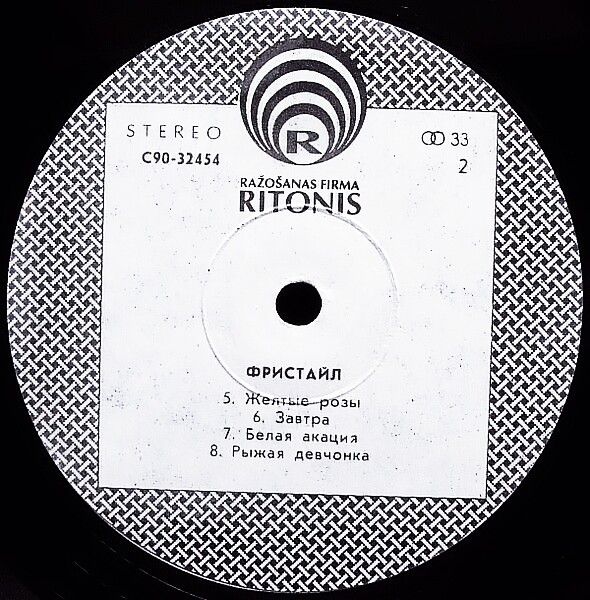 R
STEREO
С90-32454
33
2
RAŽOŠANAS FIRMA
RITONIS
ФРИСТАЙЛ
5. Желтые розы
6. Завтра
7. Белая акация
8. Рыжая девчонка